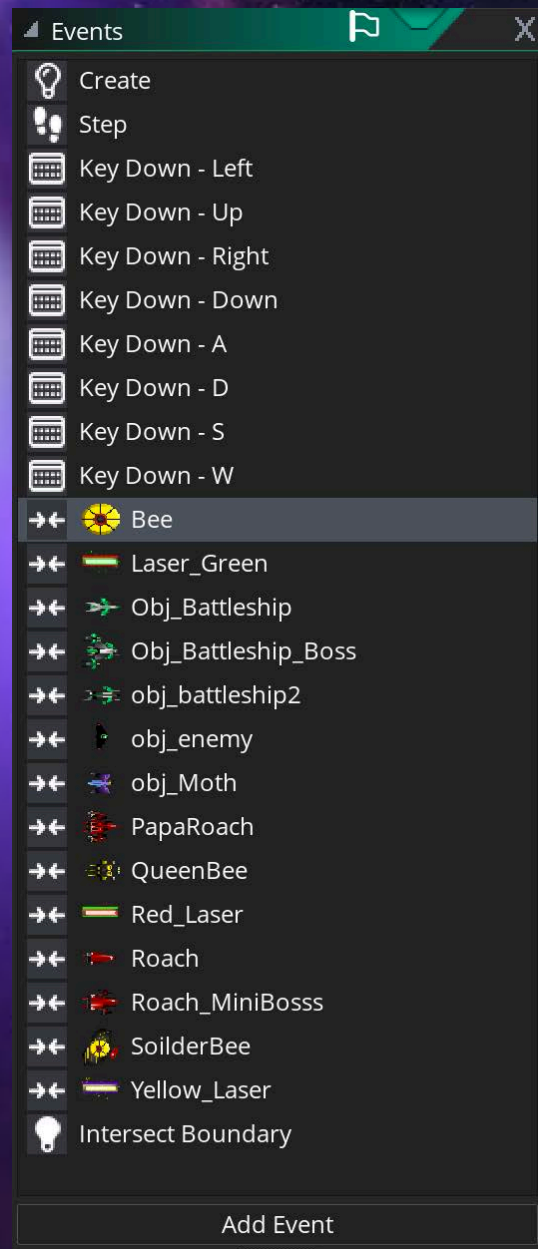 Events
X
Create
Step
Key Down - Left
Key Down - Up
Key Down - Right
Key Down - Down
Key Down - A
Key Down - D
Key Down - S
Key Down - W
Bee
Laser_Green
Obj_Battleship
Obj_Battleship_Boss
obj_battleship2
obj_enemy
obj_Moth
PapaRoach
QueenBee
Red_Laser
Roach
Roach_MiniBosss
SoilderBee
Yellow_Laser
Intersect Boundary
Add Event